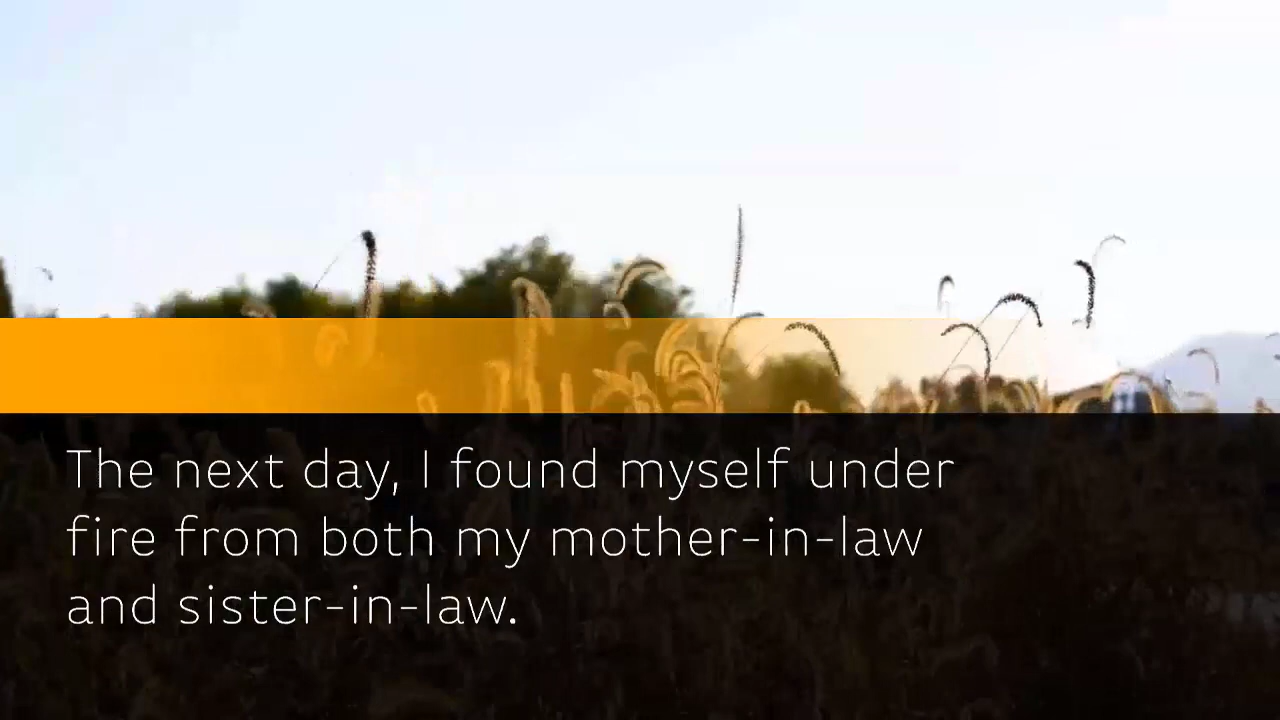 The next day, I found myself under
fire from both my mother-in-law
and sister-in-law.